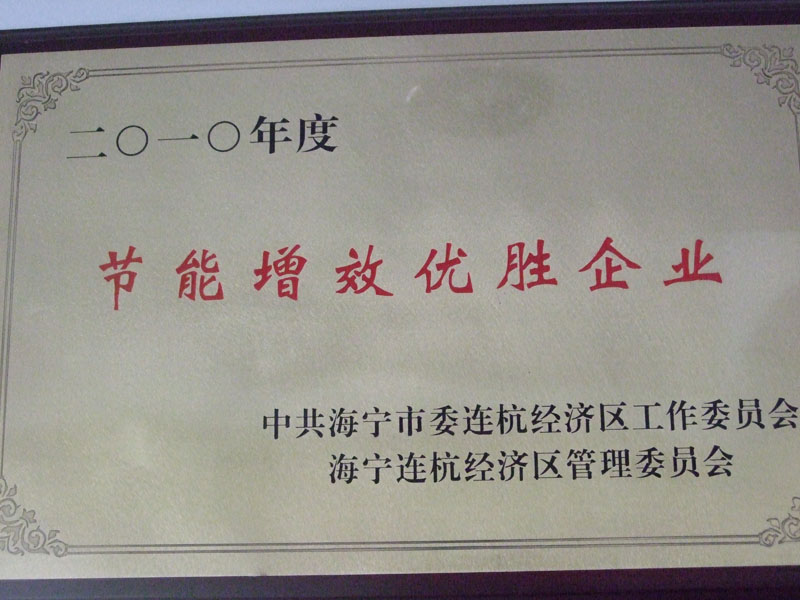 二〇一〇年度
节能增效优胜企业
中共海宁市委连杭经济区工作委员会
海宁连杭经济区管理委员会